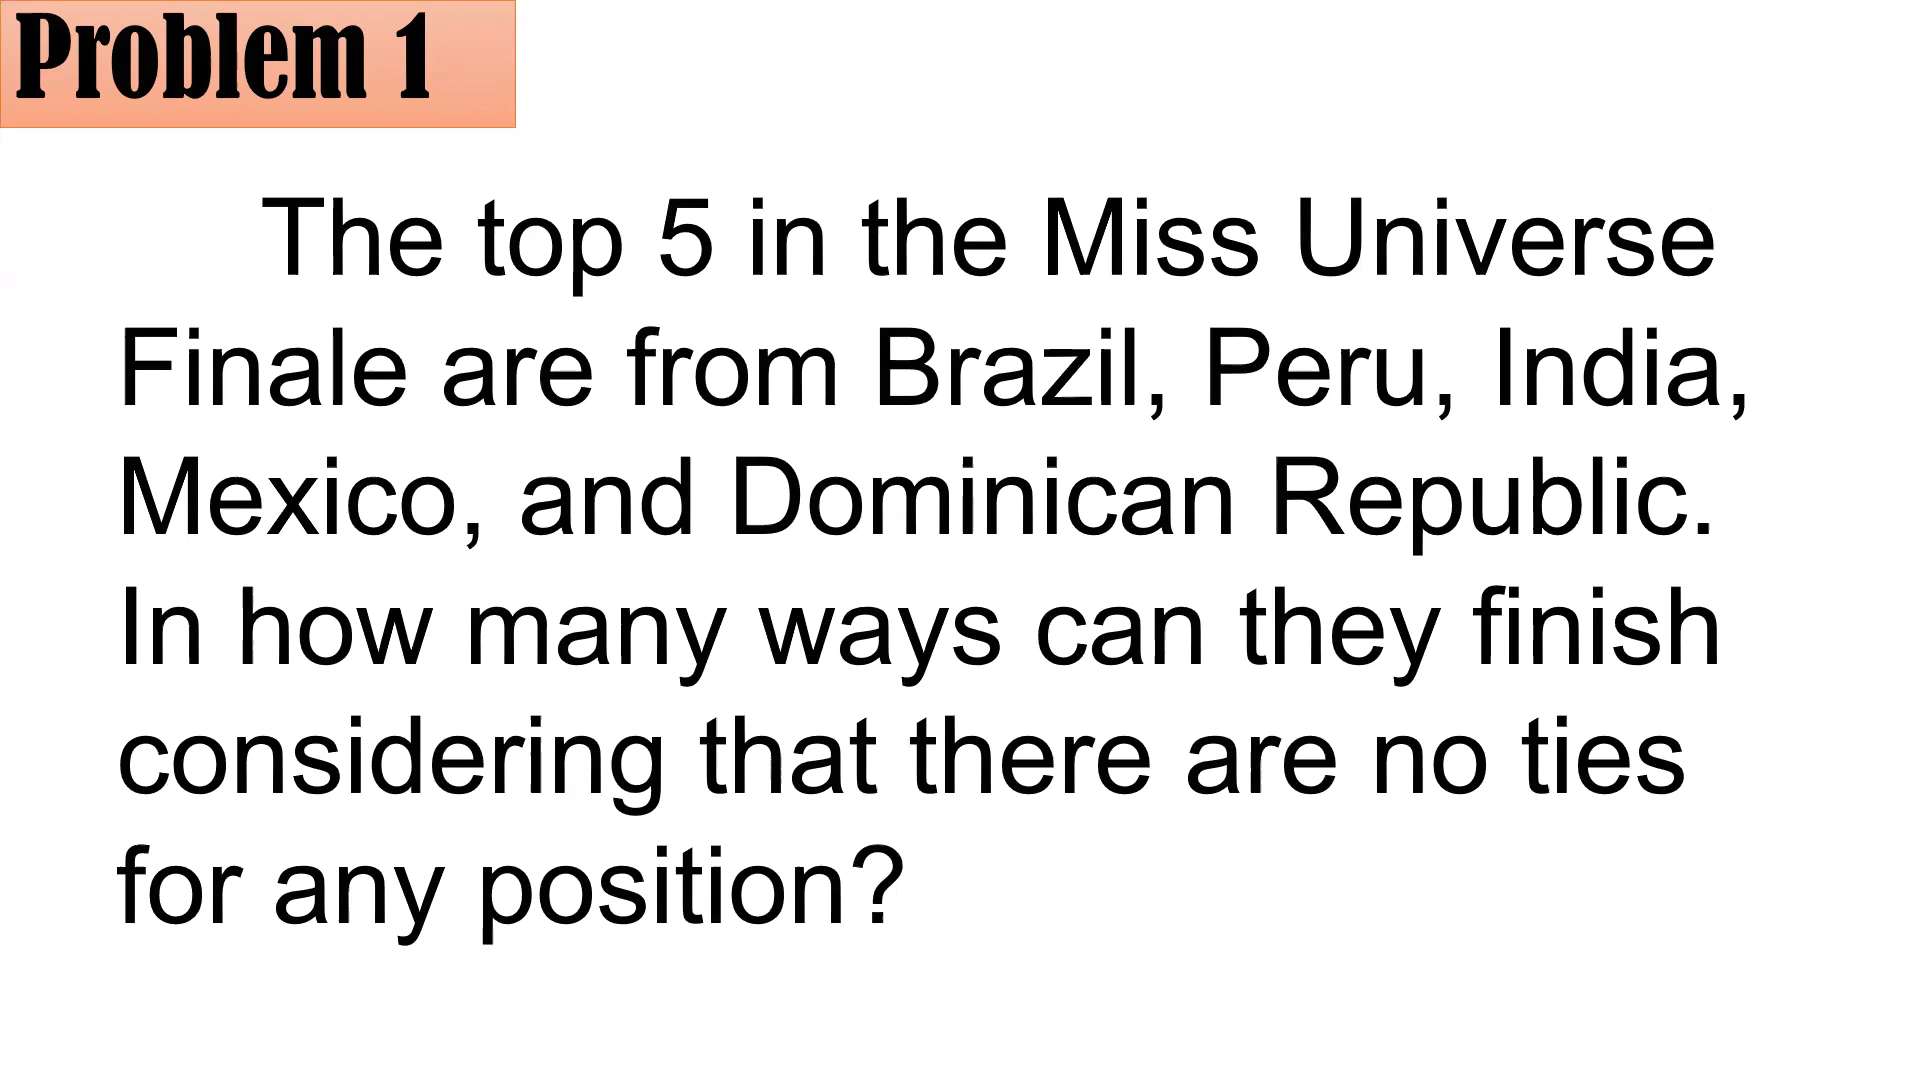 Problem 1
The top 5 in the Miss Universe
Finale are from Brazil, Peru, India,
Mexico, and Dominican Republic.
In how many ways can they finish
considering that there are no ties
for any position?